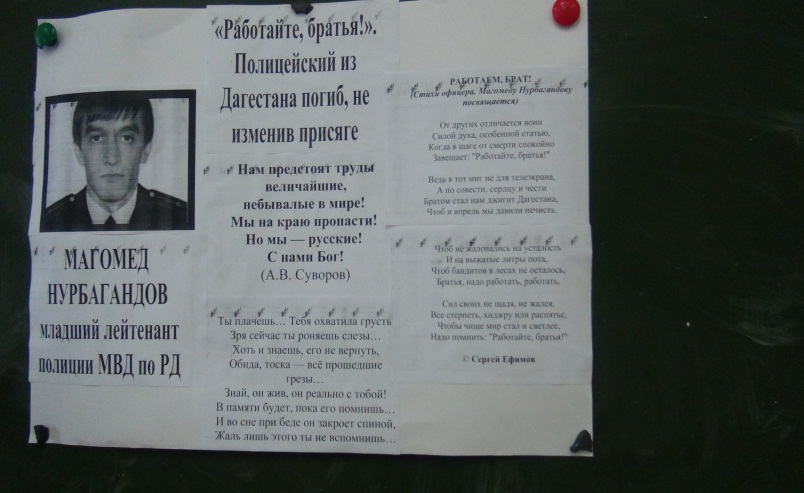 МАГОМЕД
НУРБАГАНДОВ
младший лейтенант
полиции МВД по РД
«Работайте, братья!».
Полицейский из
Дагестана погиб, не
изменив присяге
Нам предстоят труды
величайшие,
небывалые в мире!
Мы на краю пропасти!
Но мы — русские!
С нами Бог!
(А.В. Суворов)
Ты плачешь… Тебя охватила грусть
Зря сейчас ты роняешь слезы…
Хоть и знаешь, его не вернуть,
Обида, тоска — всё прошедшие
грезы…
Знай, он жив, он реально с тобой!
В памяти будет, пока его помнишь…
И во сне при беде он закроет спиной,
Жаль лишь этого ты не вспомнишь…
РАБОТАЕМ, БРАТ!
(Стихи офицера. Магомеду Нурбагандову
посвящается)
От других отличается воин
Силой духа, особенной статью,
Когда в шаге от смерти спокойно
Завещает: "Работайте, братья!"
Ведь в тот миг не для телеэкрана,
А по совести, сердцу и чести
Братом стал нам джигит Дагестана,
Чтоб и впредь мы давили нечисть.
Чтоб не жаловались на усталость
И на выжатые литры пота,
Чтоб бандитов в лесах не осталось,
Братья, надо работать, работать,
Сил своих не щадя, не жалея,
Все стерпеть, хиджру или распятье,
Чтобы чище мир стал и светлее,
Надо помнить: "Работайте, братья!"
© Сергей Ефимов